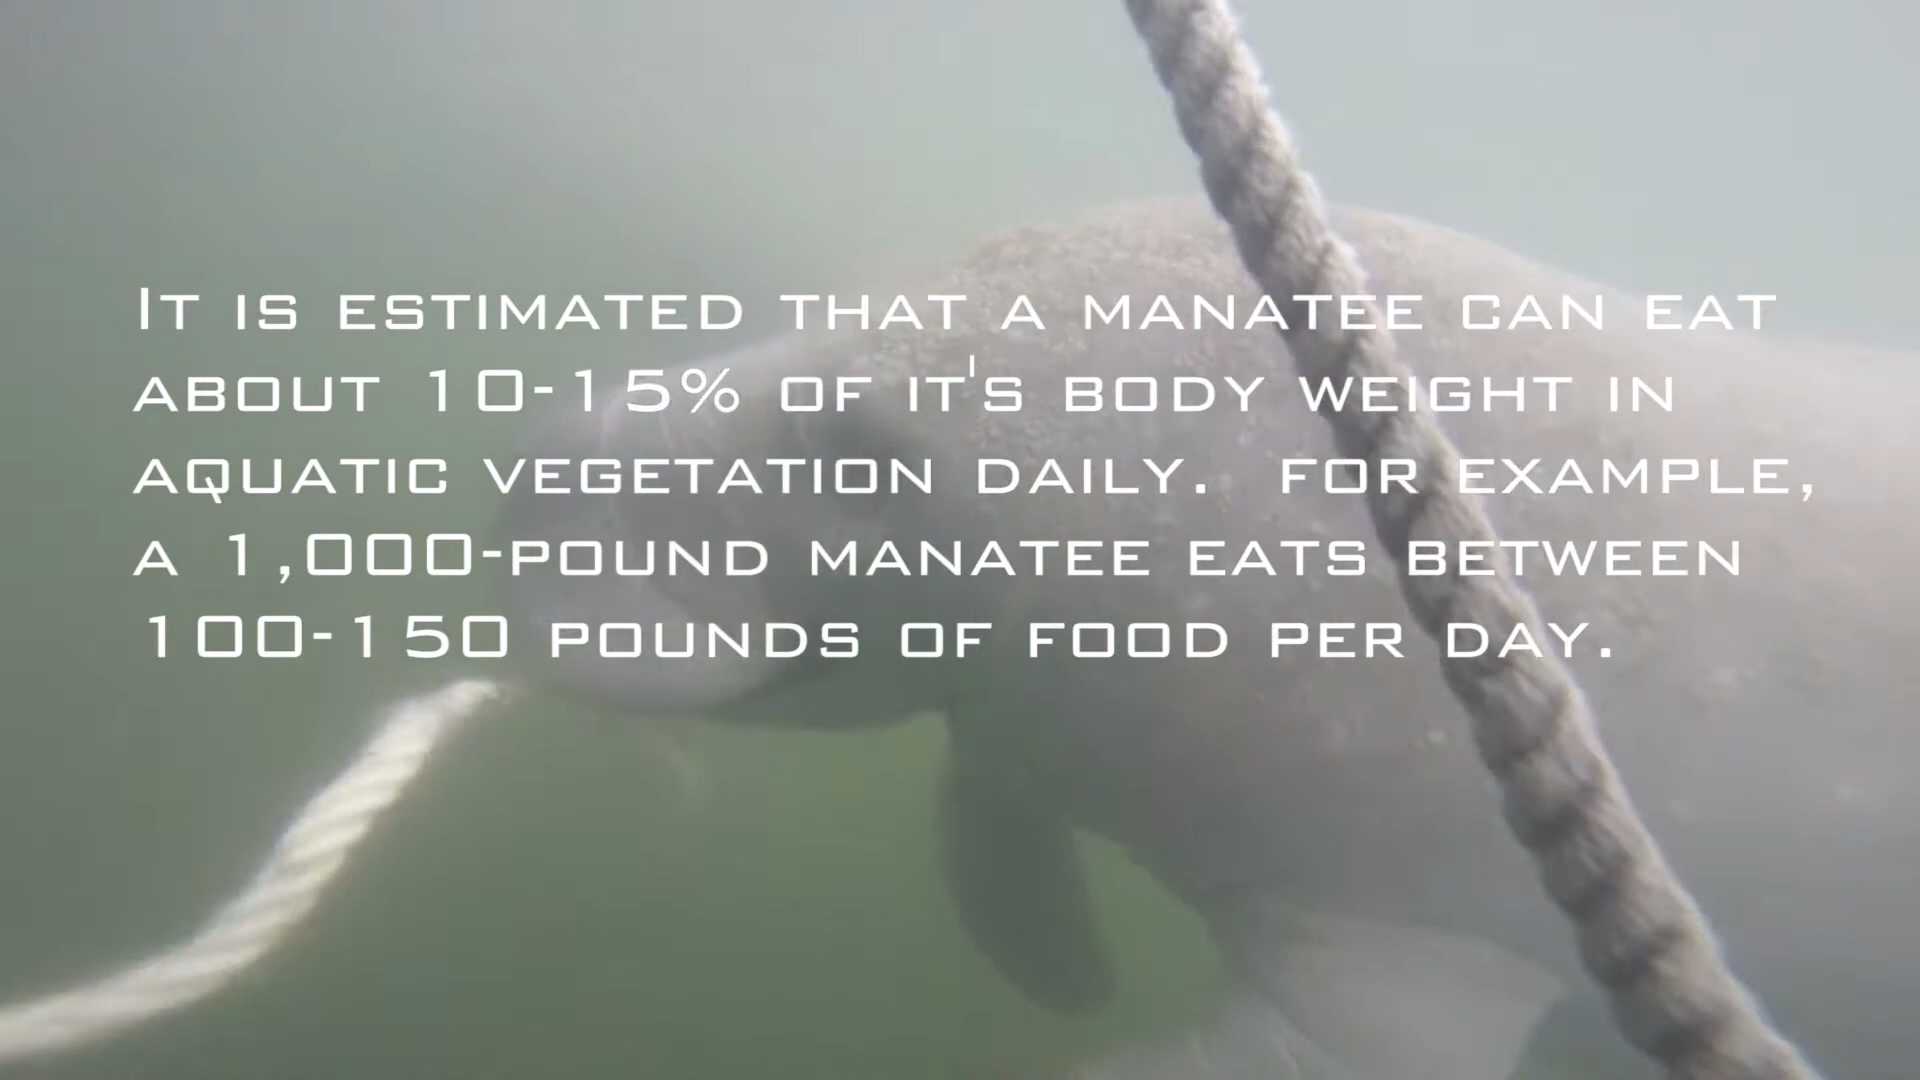 It is estimated that a manatee can eat
about 10-15% of it's body weight in
aquatic vegetation daily.  for example,
a 1,000-pound manatee eats between
100-150 pounds of food per day.